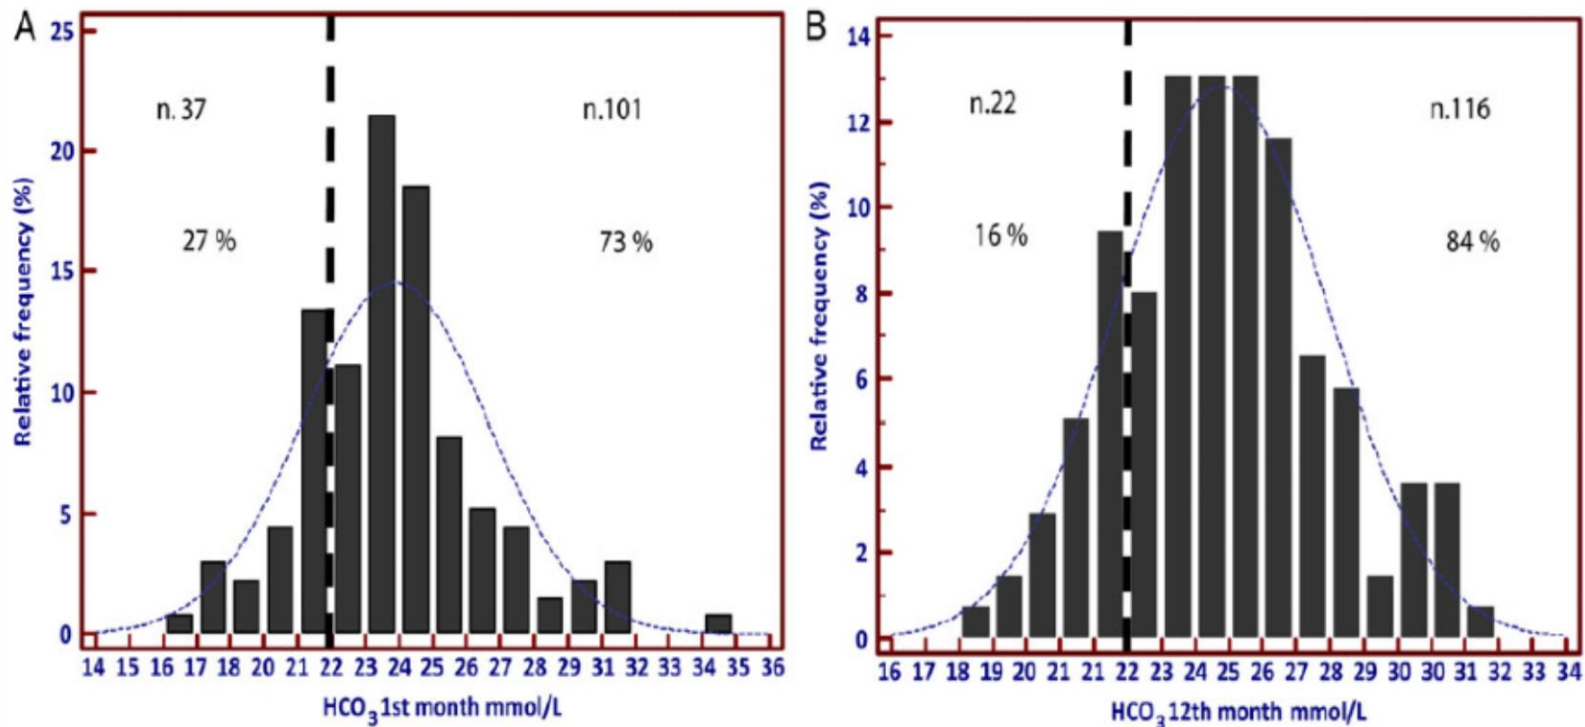 A
25
20
15
10
5
0
Relative frequency (%)
n. 37
n.101
27 %
73 %
14 15 16 17 18 20 21 22 23 24 25 26 27 28 29 31 32 34 35 36
HCO3 1st month mmol/L
B
14
12
10
8
6
4
2
0
Relative frequency (%)
n.22
n.116
16 %
84 %
16 17 18 19 20 21 22 23 24 25 26 27 28 29 30 30 32 33 34
HCO3 12th month mmol/L